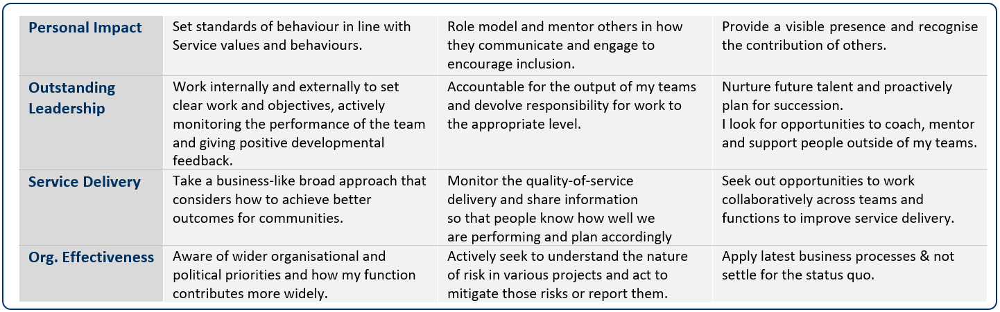 Personal Impact
Set standards of behaviour in line with
Service values and behaviours.
Role model and mentor others in how
they communicate and engage to
encourage inclusion.
Provide a visible presence and recognise
the contribution of others.
Outstanding
Leadership
Work internally and externally to set
clear work and objectives, actively
monitoring the performance of the team
and giving positive developmental
feedback.
Accountable for the output of my teams
and devolve responsibility for work to
the appropriate level.
Nurture future talent and proactively
plan for succession.
I look for opportunities to coach, mentor
and support people outside of my teams.
Service Delivery
Take a business-like broad approach that
considers how to achieve better
outcomes for communities.
Monitor the quality-of-service
delivery and share information
so that people know how well we
are performing and plan accordingly
Seek out opportunities to work
collaboratively across teams and
functions to improve service delivery.
Org. Effectiveness
Aware of wider organisational and
political priorities and how my function
contributes more widely.
Actively seek to understand the nature
of risk in various projects and act to
mitigate those risks or report them.
Apply latest business processes & not
settle for the status quo.